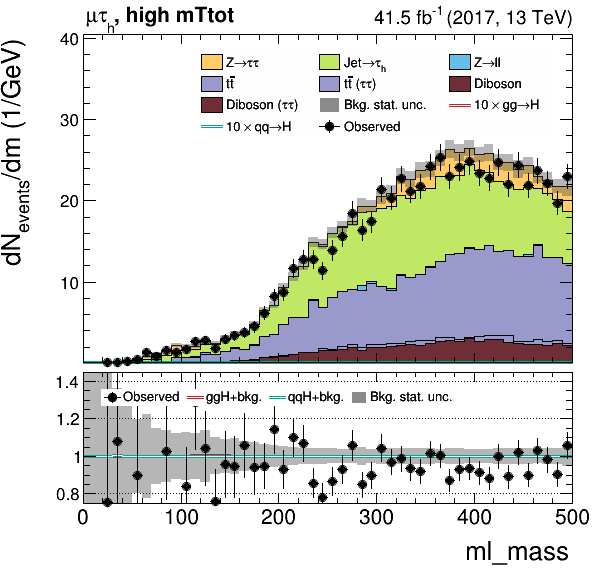 μτh, high mTtot 41.5 fb-1 (2017, 13 TeV)
dNevents/dm (1/GeV)
40
30
20
10
Z→ττ Jet→τh Z→ll
tt̄ tt̄ (ττ) Diboson
Diboson (ττ) Bkg. stat. unc. 10 × gg→H
10 × qq→H Observed
1.4
1.2
1
0.8
Observed ggH+bkg. qqH+bkg. Bkg. stat. unc.
0 100 200 300 400 500
ml_mass